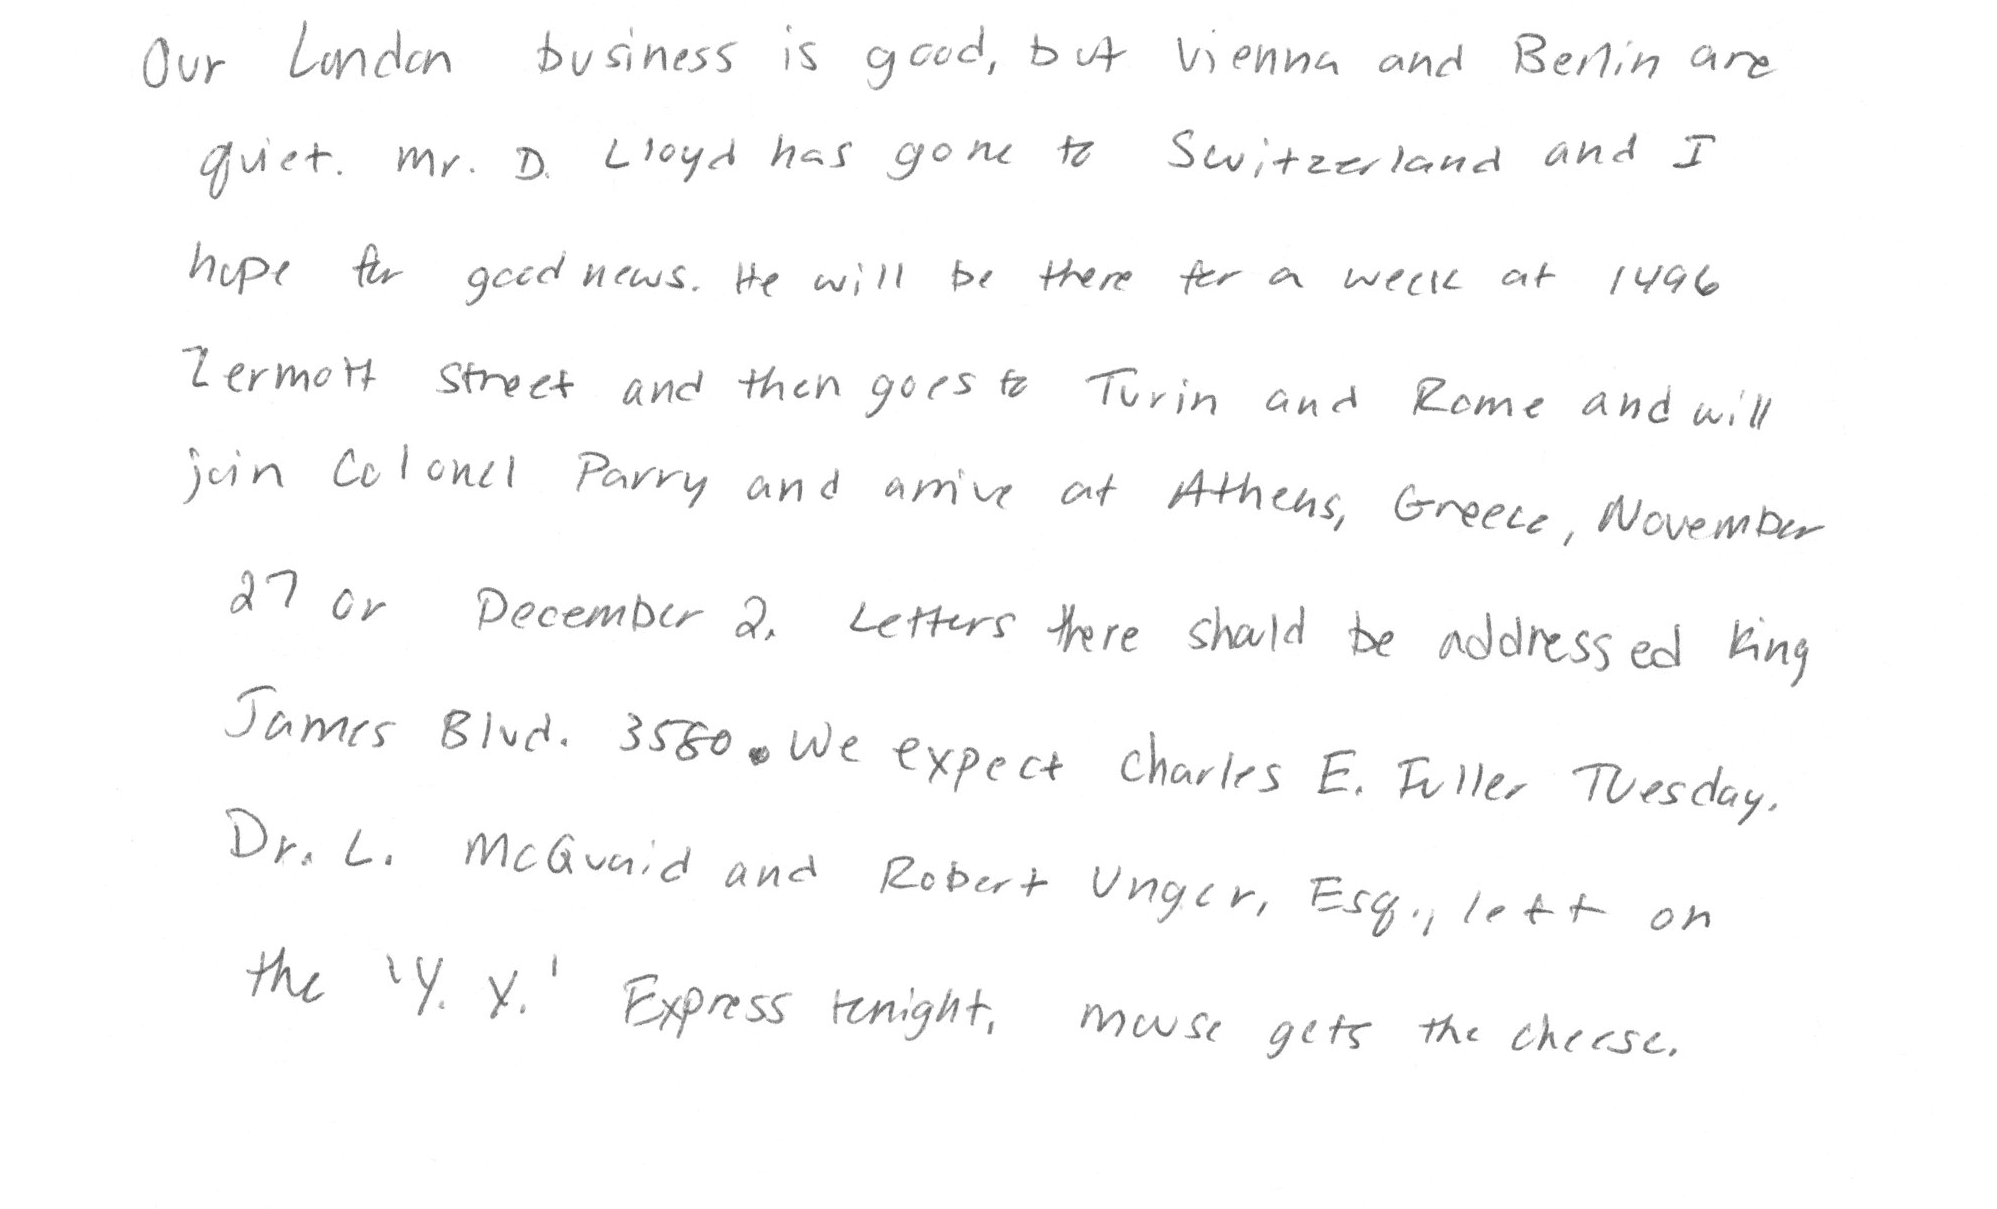 Our London business is good, but Vienna and Berlin are
quiet. Mr. D. Lloyd has gone to Switzerland and I
hope for good news. He will be there for a week at 1496
Zermott Street and then goes to Turin and Rome and will
join Colonel Parry and arrive at Athens, Greece, November
27 or December 2. Letters there should be addressed King
James Blvd. 3580. We expect Charles E. Fuller Tuesday.
Dr. L. McQuaid and Robert Unger, Esq., left on
the 'Y. X.' Express tonight. Mouse gets the cheese.